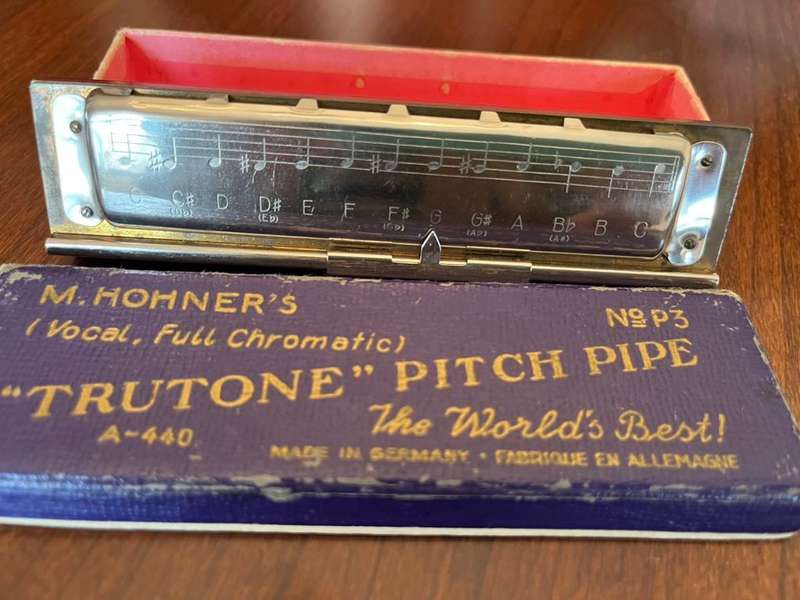 C C# D D# E F F# G G# A B♭ B C
(D♭) (E♭) (G♭) (A♭) (A#)
M. HOHNER'S
(Vocal, Full Chromatic)
Nº P3
"TRUTONE" PITCH PIPE
A-440
The World's Best!
MADE IN GERMANY • FABRIQUE EN ALLEMAGNE